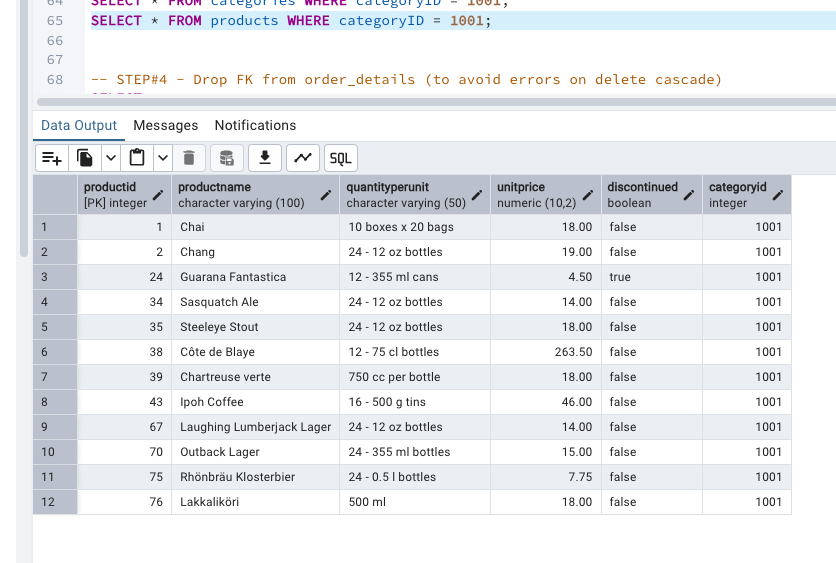 64 SELECT * FROM categories WHERE categoryID = 1001;
65 SELECT * FROM products WHERE categoryID = 1001;
66
67
68 -- STEP#4 - Drop FK from order_details (to avoid errors on delete cascade)
Data Output Messages Notifications
SQL
productid productname quantityperunit unitprice discontinued categoryid
[PK] integer character varying (100) character varying (50) numeric (10,2) boolean integer
1 1 Chai 10 boxes x 20 bags 18.00 false 1001
2 2 Chang 24 - 12 oz bottles 19.00 false 1001
3 24 Guarana Fantastica 12 - 355 ml cans 4.50 true 1001
4 34 Sasquatch Ale 24 - 12 oz bottles 14.00 false 1001
5 35 Steeleye Stout 24 - 12 oz bottles 18.00 false 1001
6 38 Côte de Blaye 12 - 75 cl bottles 263.50 false 1001
7 39 Chartreuse verte 750 cc per bottle 18.00 false 1001
8 43 Ipoh Coffee 16 - 500 g tins 46.00 false 1001
9 67 Laughing Lumberjack Lager 24 - 12 oz bottles 14.00 false 1001
10 70 Outback Lager 24 - 355 ml bottles 15.00 false 1001
11 75 Rhönbräu Klosterbier 24 - 0.5 l bottles 7.75 false 1001
12 76 Lakkalikööri 500 ml 18.00 false 1001